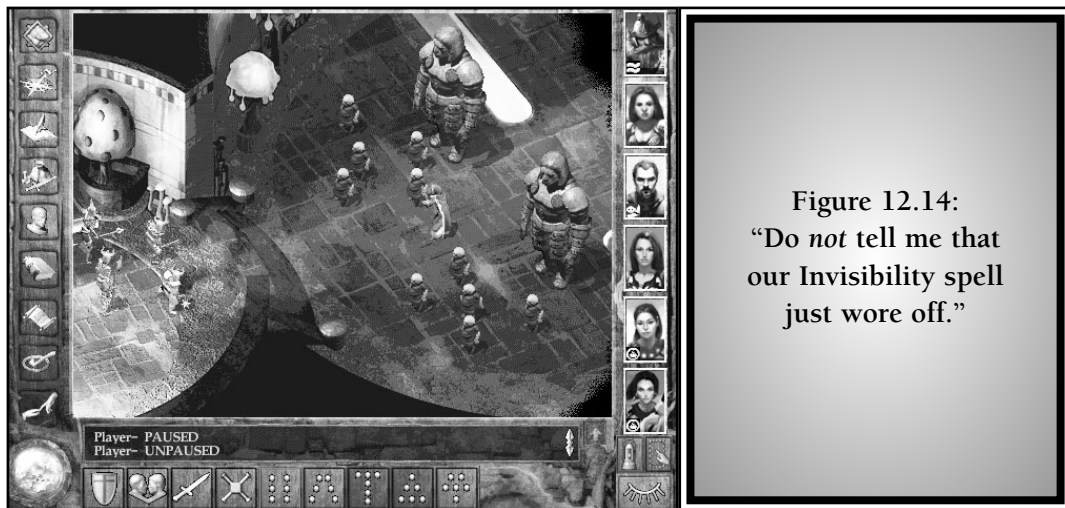 Player- PAUSED
Player- UNPAUSED
Figure 12.14:
“Do not tell me that
our Invisibility spell
just wore off.”